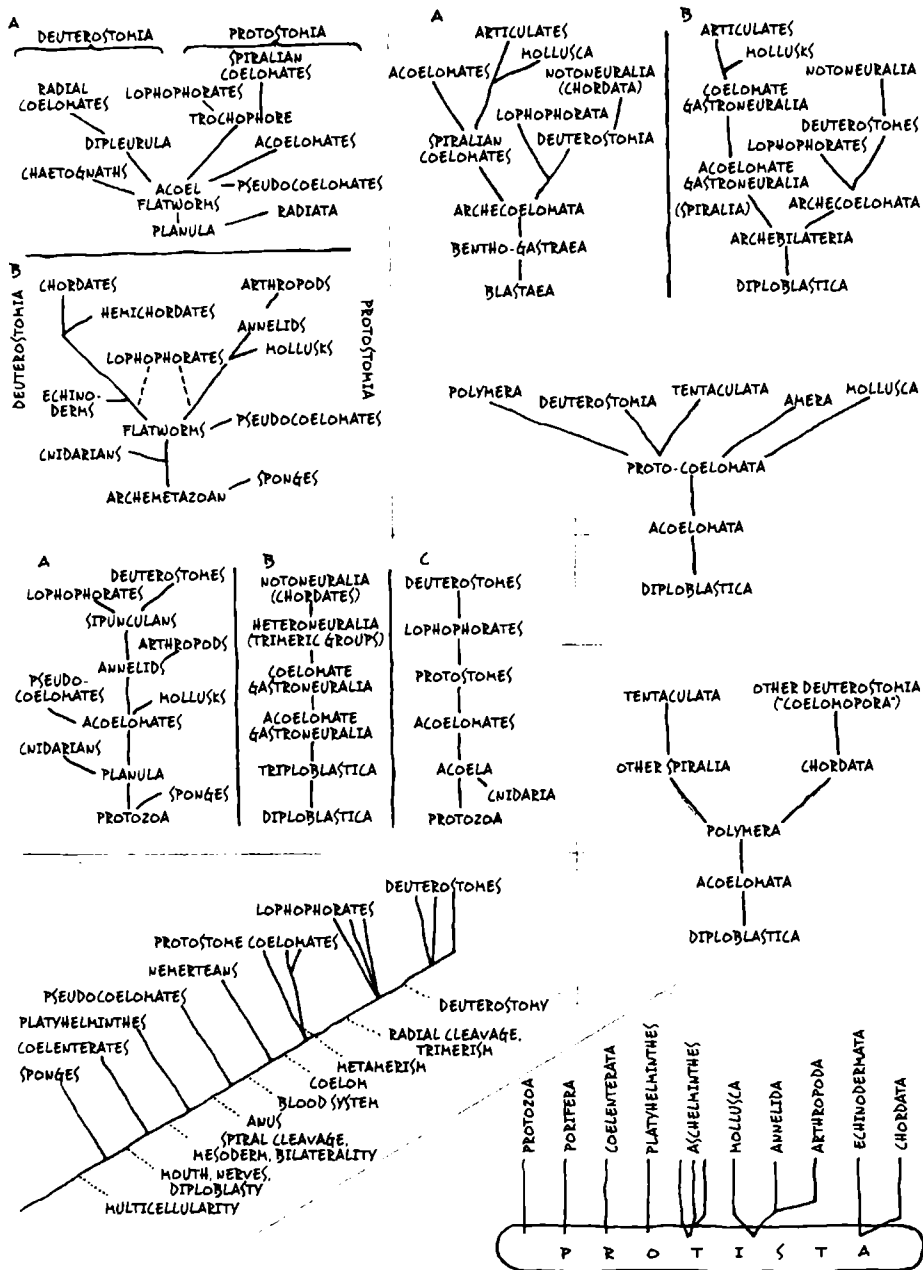 A
DEUTEROSTOMIA
PROTOSTOMIA
SPIRALIAN
COELOMATES
RADIAL
COELOMATES
LOPHOPHORATES
TROCHOPHORE
DIPLEURULA
ACOELOMATES
CHAETOGNATHS
ACOEL
FLATWORMS
PSEUDOCOELOMATES
PLANULA
RADIATA
B
DEUTEROSTOMIA
PROTOSTOMIA
CHORDATES
ARTHROPODS
HEMICHORDATES
ANNELIDS
LOPHOPHORATES
MOLLUSKS
ECHINO-
DERMS
FLATWORMS
PSEUDOCOELOMATES
CNIDARIANS
SPONGES
ARCHEMETAZOAN
A
ARTICULATES
MOLLUSCA
ACOELOMATES
NOTONEURALIA
(CHORDATA)
LOPHOPHORATA
SPIRALIAN
COELOMATES
DEUTEROSTOMIA
ARCHECOELOMATA
BENTHO-GASTRAEA
BLASTAEA
B
ARTICULATES
MOLLUSKS
NOTONEURALIA
COELOMATE
GASTRONEURALIA
DEUTEROSTOMES
LOPHOPHORATES
ACOELOMATE
GASTRONEURALIA
(SPIRALIA)
ARCHECOELOMATA
ARCHEBILATERIA
DIPLOBLASTICA
POLYMERA
DEUTEROSTOMIA
TENTACULATA
AMERA
MOLLUSCA
PROTO-COELOMATA
ACOELOMATA
DIPLOBLASTICA
A
DEUTEROSTOMES
LOPHOPHORATES
SIPUNCULANS
ARTHROPODS
ANNELIDS
PSEUDO-
COELOMATES
MOLLUSKS
ACOELOMATES
CNIDARIANS
PLANULA
SPONGES
PROTOZOA
B
NOTONEURALIA
(CHORDATES)
HETERONEURALIA
(TRIMERIC GROUPS)
COELOMATE
GASTRONEURALIA
ACOELOMATE
GASTRONEURALIA
TRIPLOBLASTICA
DIPLOBLASTICA
C
DEUTEROSTOMES
LOPHOPHORATES
PROTOSTOMES
ACOELOMATES
ACOELA
CNIDARIA
PROTOZOA
TENTACULATA
OTHER DEUTEROSTOMIA
("COELOMOPORA")
OTHER SPIRALIA
CHORDATA
POLYMERA
ACOELOMATA
DIPLOBLASTICA
DEUTEROSTOMES
LOPHOPHORATES
PROTOSTOME COELOMATES
NEMERTEANS
PSEUDOCOELOMATES
PLATYHELMINTHES
COELENTERATES
SPONGES
DEUTEROSTOMY
RADIAL CLEAVAGE,
TRIMERISM
METAMERISM
COELOM
BLOOD SYSTEM
ANUS
SPIRAL CLEAVAGE,
MESODERM, BILATERALITY
MOUTH, NERVES,
DIPLOBLASTY
MULTICELLULARITY
PROTOZOA
PORIFERA
COELENTERATA
PLATYHELMINTHES
ASCHELMINTHES
MOLLUSCA
ANNELIDA
ARTHROPODA
ECHINODERMATA
CHORDATA
PROTISTA